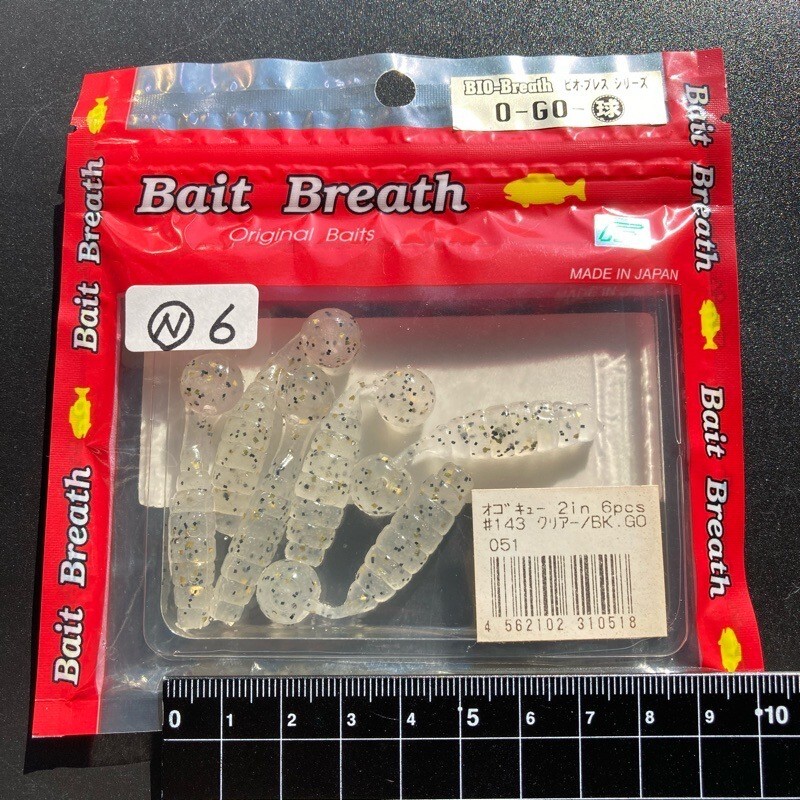 BIO-Breath ビオ・ブレス シリーズ
O-GO-球
Bait Breath
Original Baits
MADE IN JAPAN
Bait Breath
Bait Breath
Bait Breath
Bait Breath
N 6
オゴキュー 2in 6pcs
#143 クリアー/BK.GO
051
4 562102 310518
0 1 2 3 4 5 6 7 8 9 10